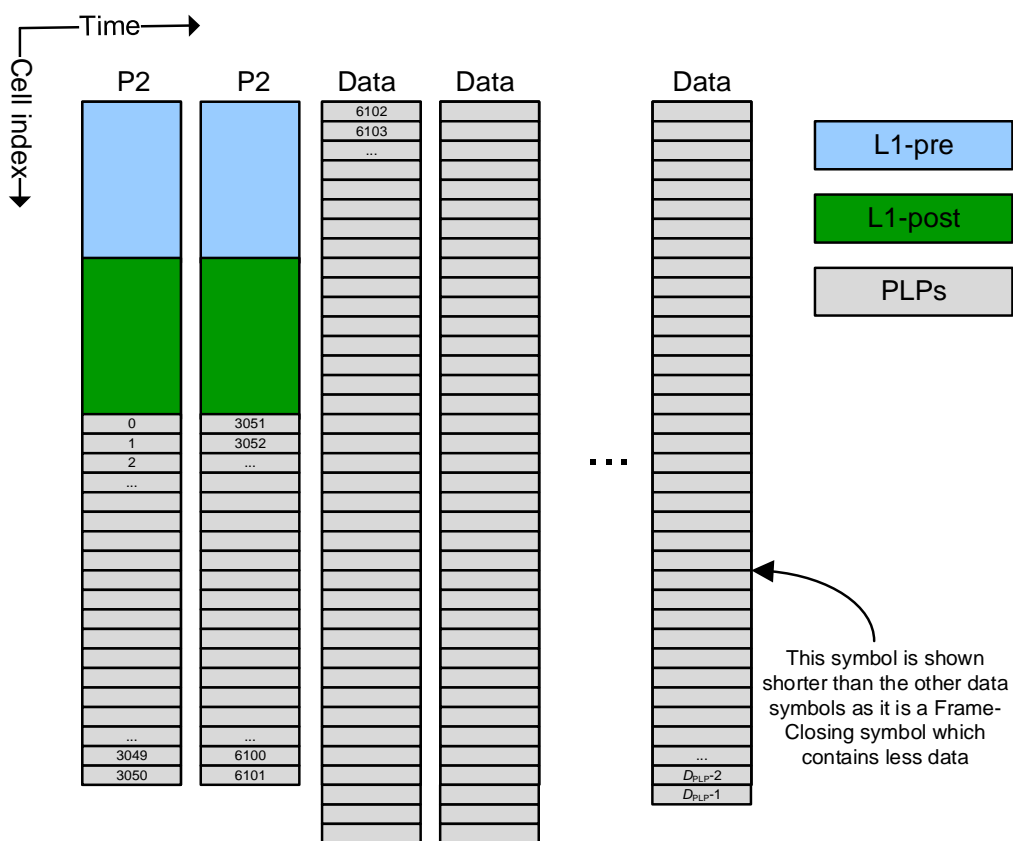 Time
Cell index
P2
P2
Data
Data
Data
6102
6103
...
L1-pre
L1-post
PLPs
0
1
2
...
3051
3052
...
...
...
3049
3050
...
6100
6101
...
D_PLP-2
D_PLP-1
This symbol is shown
shorter than the other data
symbols as it is a Frame-
Closing symbol which
contains less data